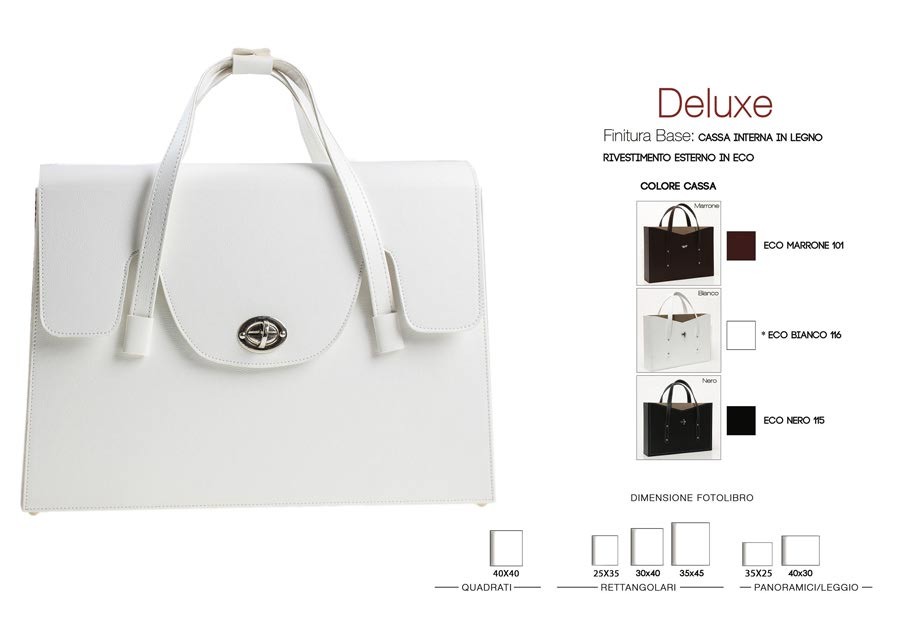 Deluxe
Finitura Base: CASSA INTERNA IN LEGNO
RIVESTIMENTO ESTERNO IN ECO
COLORE CASSA
Marrone
ECO MARRONE 101
Bianco
* ECO BIANCO 116
Nero
ECO NERO 115
DIMENSIONE FOTOLIBRO
40X40
25X35
30x40
35x45
35X25
40x30
QUADRATI
RETTANGOLARI
PANORAMICI/LEGGIO